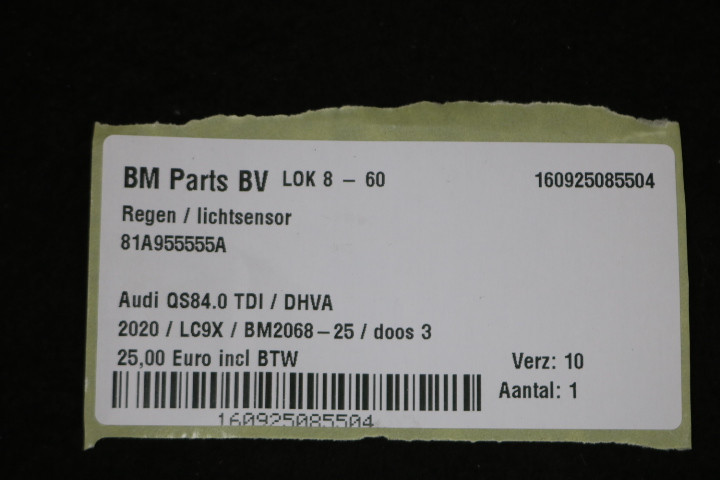 BM Parts BV LOK 8 - 60 160925085504
Regen / lichtsensor
81A955555A
Audi QS84.0 TDI / DHVA
2020 / LC9X / BM2068-25 / doos 3
25,00 Euro incl BTW Verz: 10
Aantal: 1
160925085504